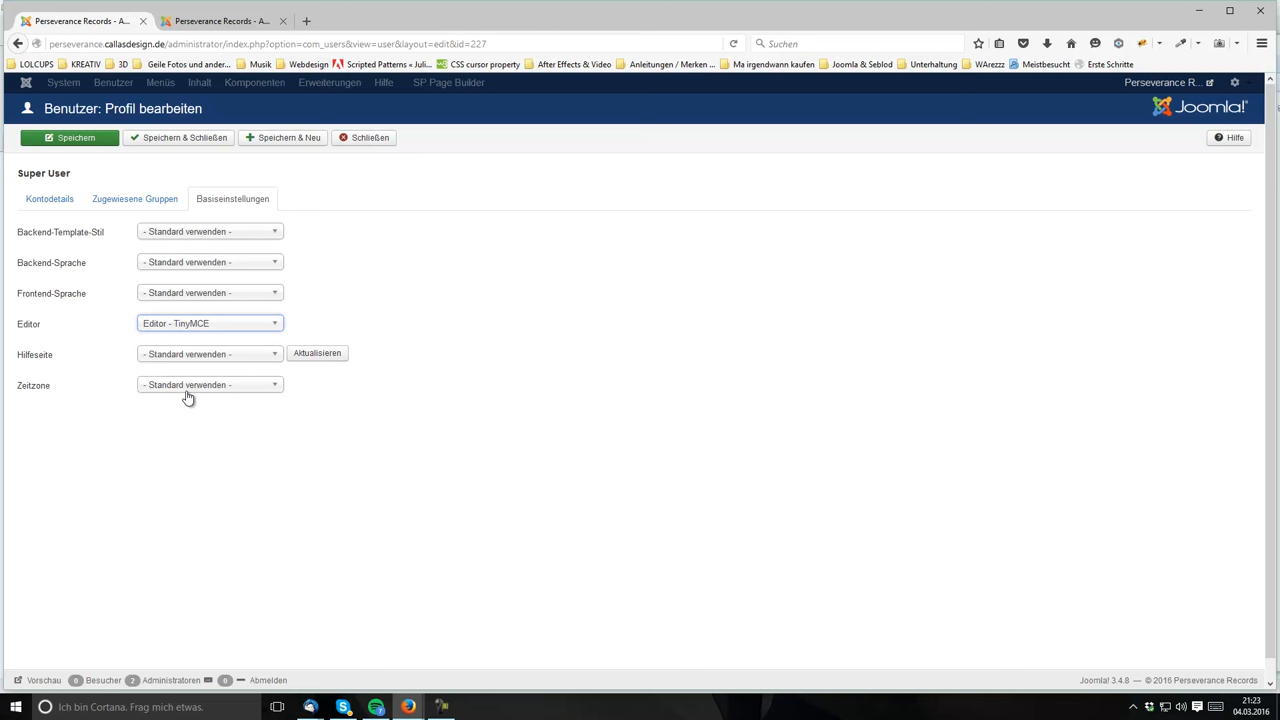 Perseverance Records - A...
Perseverance Records - A...
perseverance.callasdesign.de/administrator/index.php?option=com_users&view=user&layout=edit&id=227
Suchen
LOLCUPS KREATIV 3D Geile Fotos und ander... Musik Webdesign Scripted Patterns « Juli... CSS cursor property After Effects & Video Anleitungen / Merken ... Ma irgendwann kaufen Joomla & Seblod Unterhaltung WArezzz Meistbesucht Erste Schritte
System Benutzer Menüs Inhalt Komponenten Erweiterungen Hilfe SP Page Builder Perseverance R...
Benutzer: Profil bearbeiten Joomla!
Speichern Speichern & Schließen Speichern & Neu Schließen Hilfe
Super User
Kontodetails Zugewiesene Gruppen Basiseinstellungen
Backend-Template-Stil - Standard verwenden -
Backend-Sprache - Standard verwenden -
Frontend-Sprache - Standard verwenden -
Editor Editor - TinyMCE
Hilfeseite - Standard verwenden - Aktualisieren
Zeitzone - Standard verwenden -
Vorschau 0 Besucher 2 Administratoren 0 Abmelden Joomla! 3.4.8 — © 2016 Perseverance Records
Ich bin Cortana. Frag mich etwas.
21:23
04.03.2016